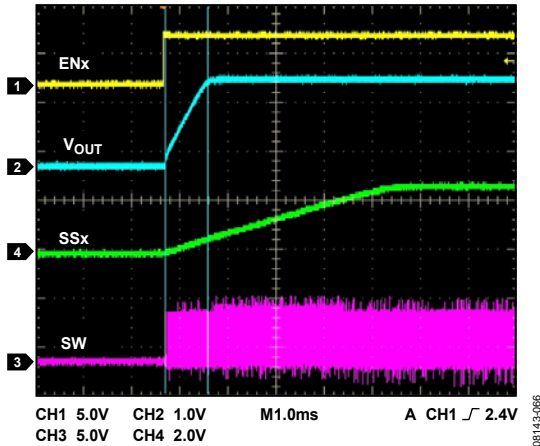 ENx
1
VOUT
2
SSx
4
SW
3
CH1 5.0V CH2 1.0V M1.0ms A CH1 2.4V
CH3 5.0V CH4 2.0V
08143-066